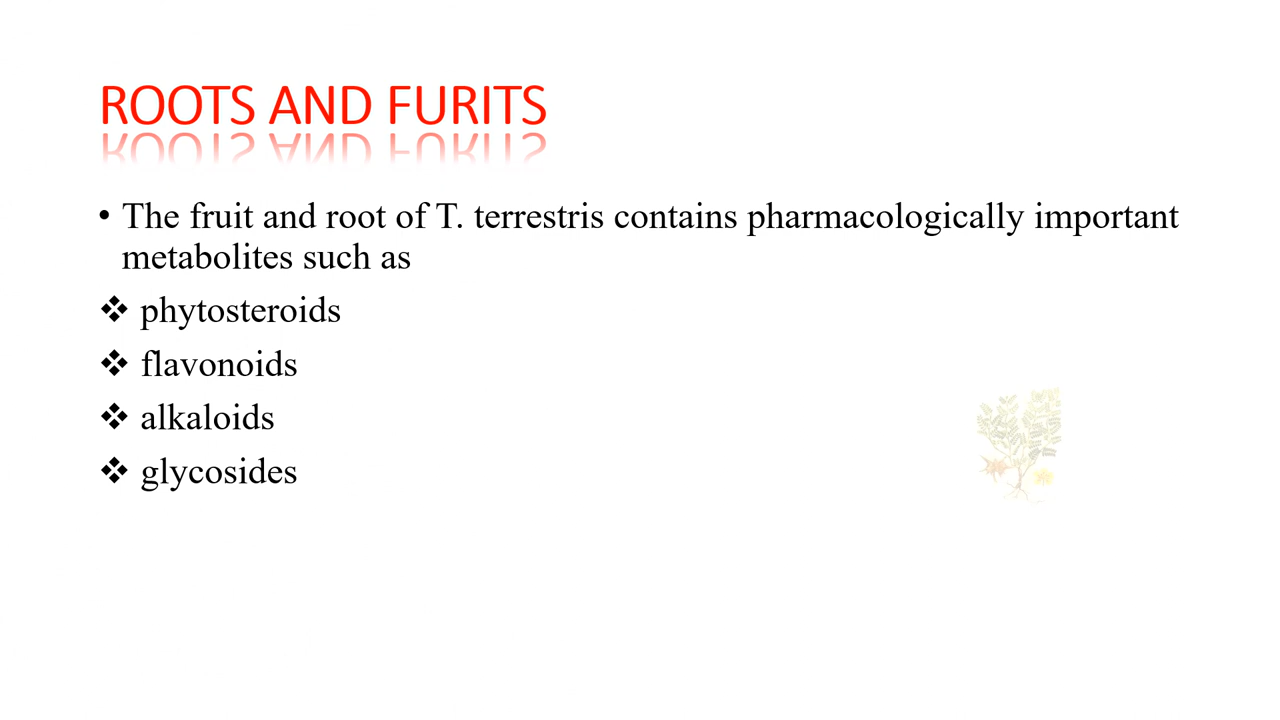 ROOTS AND FURITS
• The fruit and root of T. terrestris contains pharmacologically important
metabolites such as
❖ phytosteroids
❖ flavonoids
❖ alkaloids
❖ glycosides